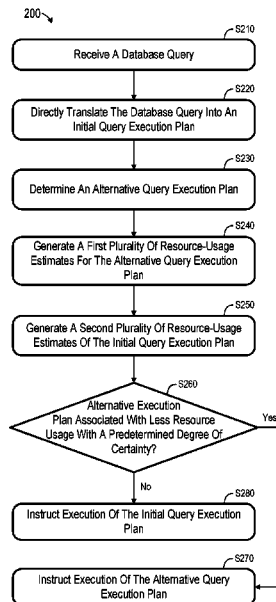 200
S210
Receive A Database Query
S220
Directly Translate The Database Query Into An
Initial Query Execution Plan
S230
Determine An Alternative Query Execution Plan
S240
Generate A First Plurality Of Resource-Usage
Estimates For The Alternative Query Execution
Plan
S250
Generate A Second Plurality Of Resource-Usage
Estimates Of The Initial Query Execution Plan
S260
Alternative Execution
Plan Associated With Less Resource
Usage With A Predetermined Degree Of
Certainty?
Yes
No
S280
Instruct Execution Of The Initial Query Execution
Plan
S270
Instruct Execution Of The Alternative Query
Execution Plan